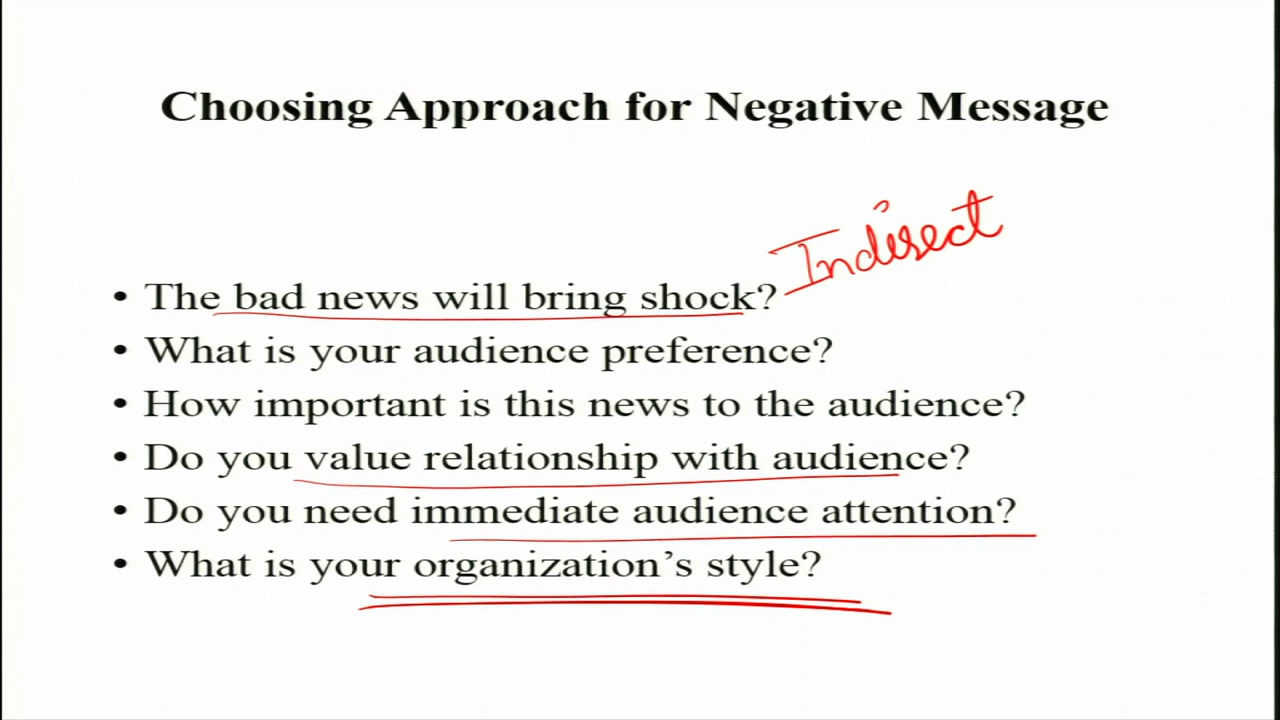 Choosing Approach for Negative Message
Indirect
• The bad news will bring shock?
• What is your audience preference?
• How important is this news to the audience?
• Do you value relationship with audience?
• Do you need immediate audience attention?
• What is your organization’s style?